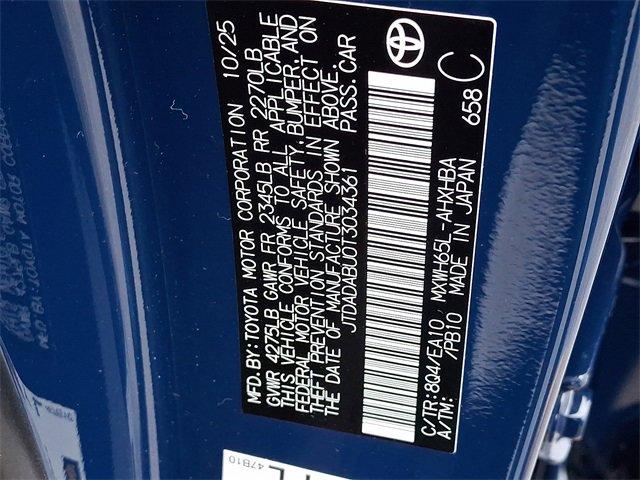 MFD.BY:TOYOTA MOTOR CORPORATION 10/25
GVWR 4275LB GAWR FR 2345LB RR 2270LB
THIS VEHICLE CONFORMS TO ALL APPLICABLE
FEDERAL MOTOR VEHICLE SAFETY,BUMPER,AND
THEFT PREVENTION STANDARDS IN EFFECT ON
THE DATE OF MANUFACTURE SHOWN ABOVE.
JTDADABU0T3034361 PASS.CAR
C/TR:8Q4/EA10 MXWH65L-AHXHBA
A/TM: /PB10 MADE IN JAPAN 658 C
47B10